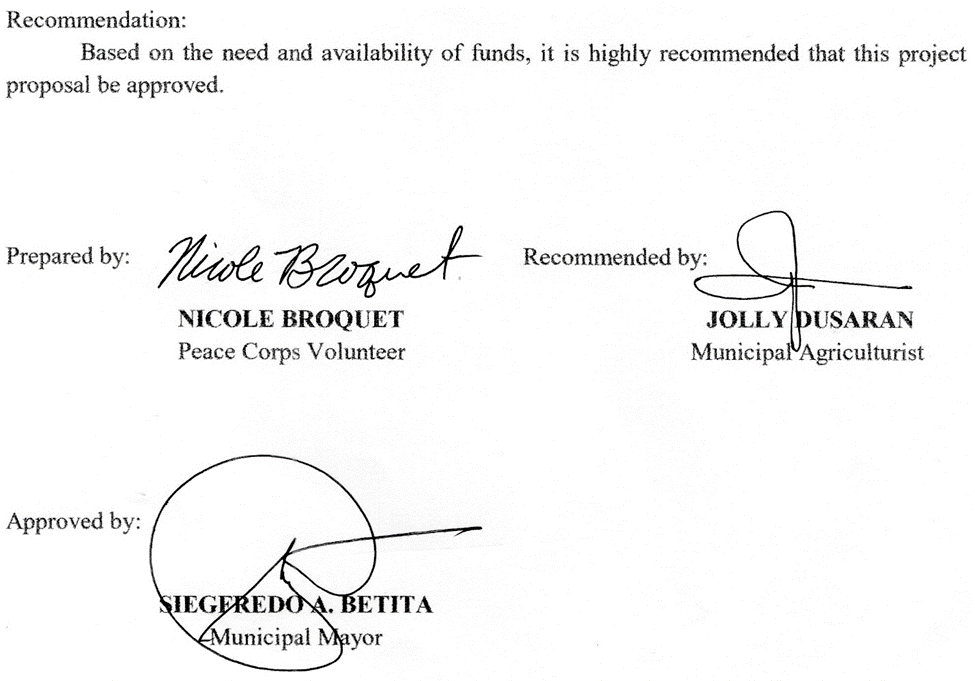 Recommendation:
Based on the need and availability of funds, it is highly recommended that this project
proposal be approved.
Prepared by: Nicole Broquet
NICOLE BROQUET
Peace Corps Volunteer
Recommended by:
JOLLY DUSARAN
Municipal Agriculturist
Approved by:
SIEGFREDO A. BETITA
Municipal Mayor